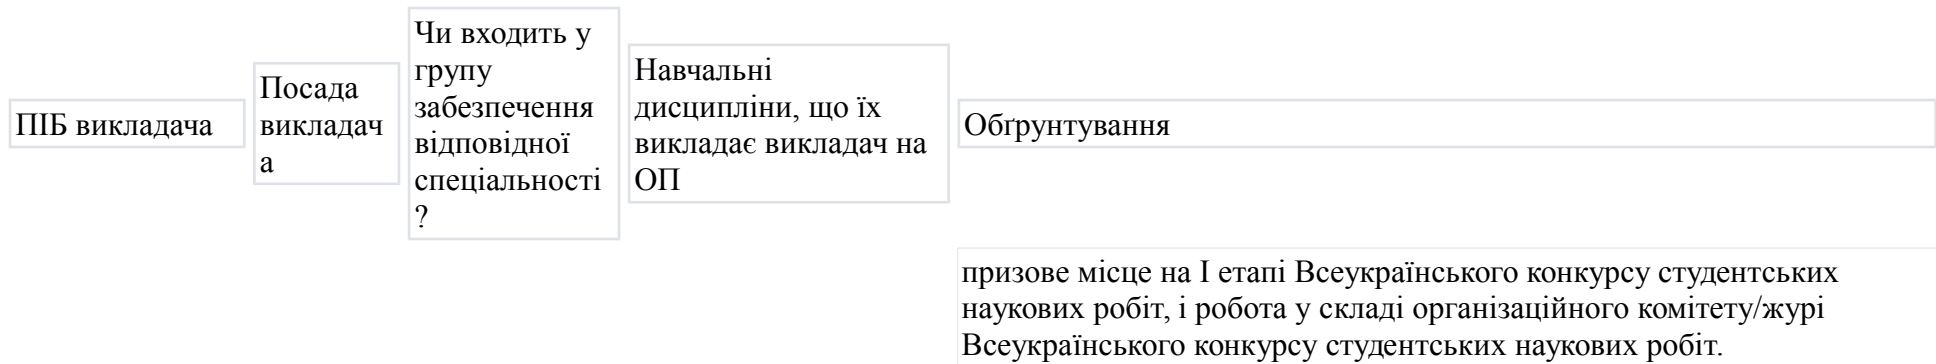 ПІБ викладача
Посада
викладач
а
Чи входить у
групу
забезпечення
відповідної
спеціальності
?
Навчальні
дисципліни, що їх
викладає викладач на
ОП
Обґрунтування
призове місце на І етапі Всеукраїнського конкурсу студентських
наукових робіт, і робота у складі організаційного комітету/журі
Всеукраїнського конкурсу студентських наукових робіт.